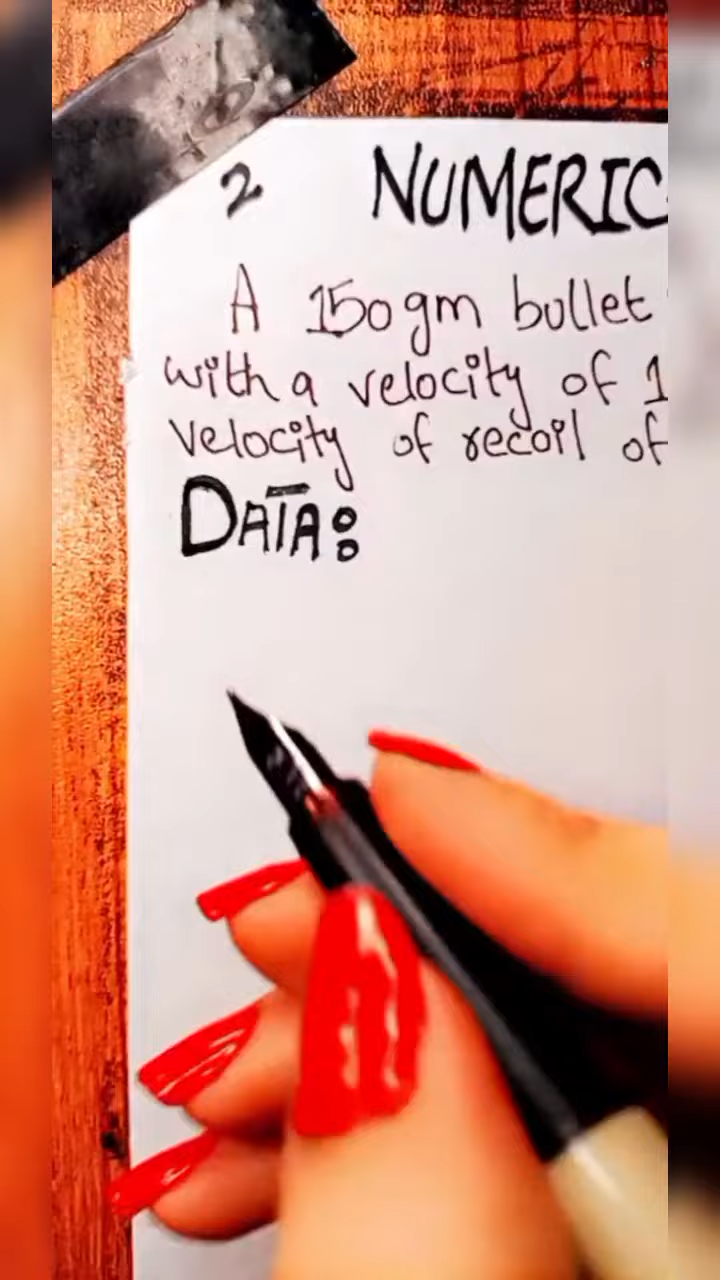 2 NUMERIC
A 150gm bullet
with a velocity of 1
velocity of recoil of
DATA: